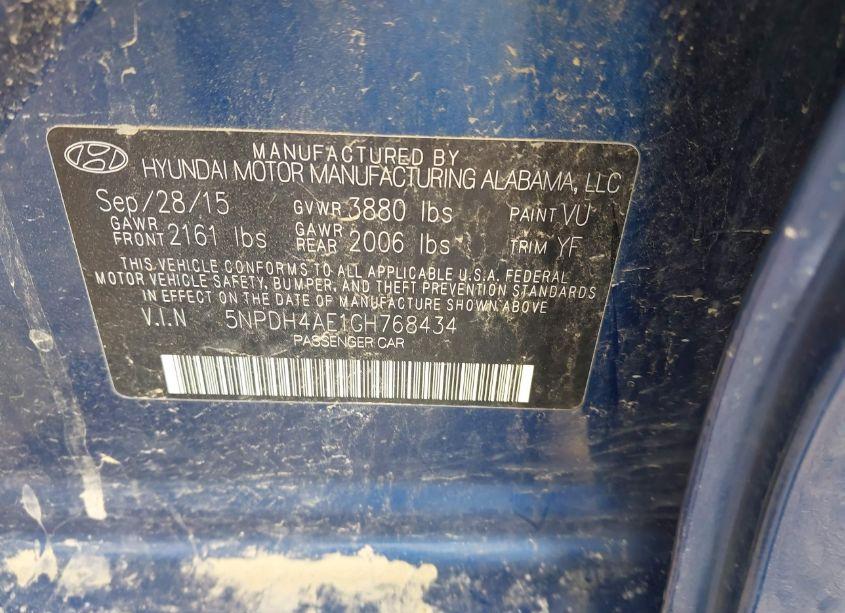 MANUFACTURED BY
HYUNDAI MOTOR MANUFACTURING ALABAMA, LLC
Sep/28/15 GVWR 3880 lbs PAINT VU
GAWR FRONT 2161 lbs GAWR REAR 2006 lbs TRIM YF
THIS VEHICLE CONFORMS TO ALL APPLICABLE U.S.A. FEDERAL
MOTOR VEHICLE SAFETY, BUMPER, AND THEFT PREVENTION STANDARDS
IN EFFECT ON THE DATE OF MANUFACTURE SHOWN ABOVE
V.I.N 5NPDH4AE1GH768434
PASSENGER CAR